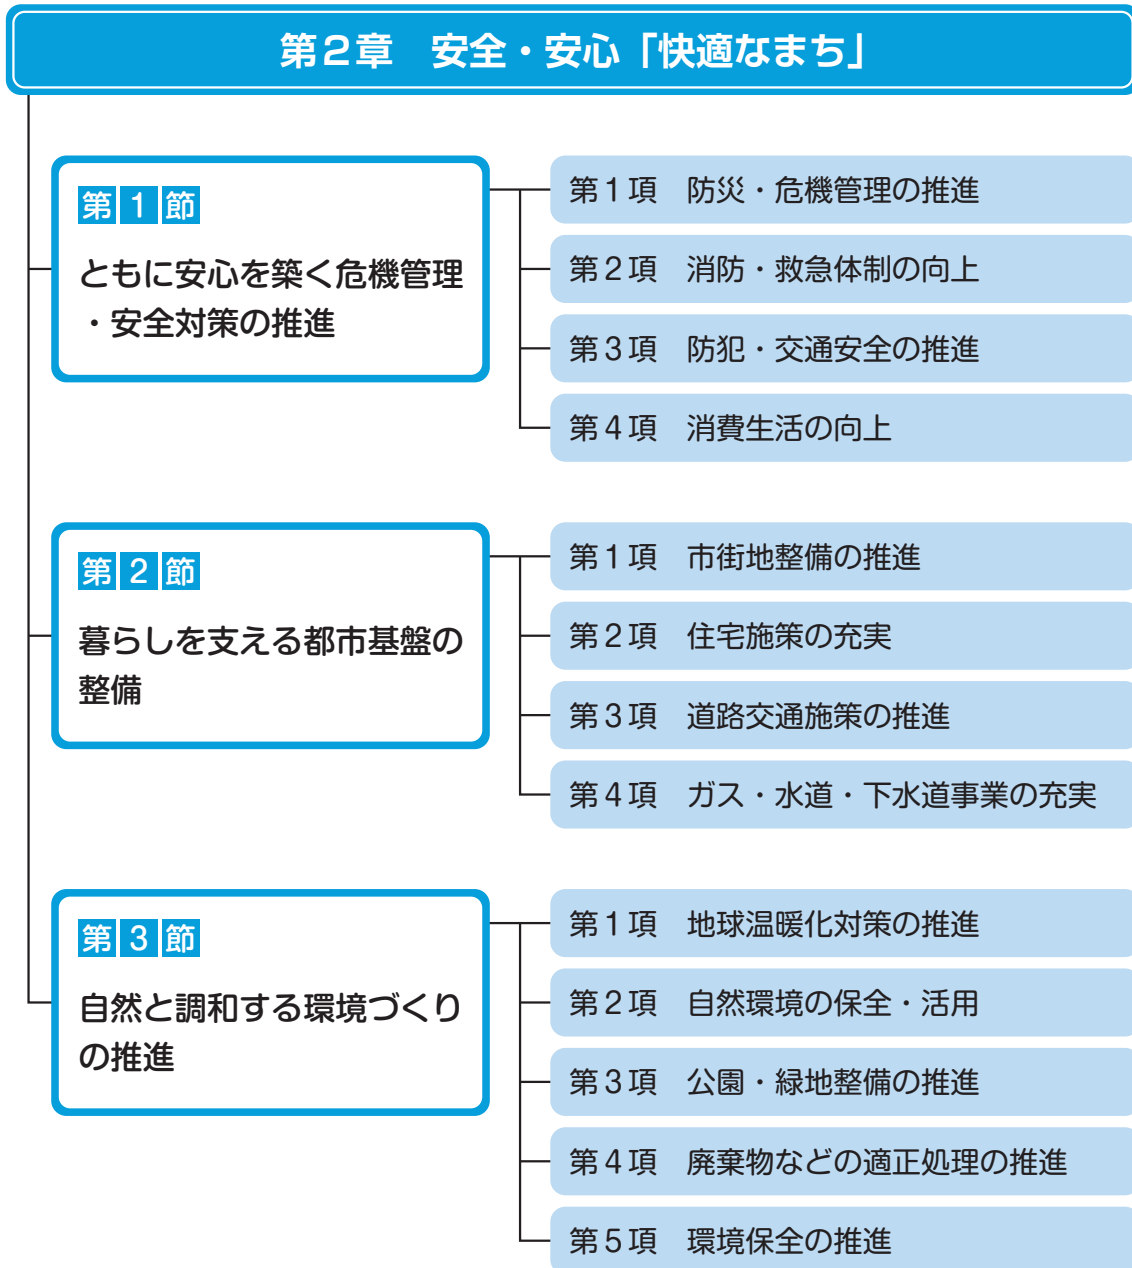 第2章　安全・安心「快適なまち」
第1節
ともに安心を築く危機管理
・安全対策の推進
第1項　防災・危機管理の推進
第2項　消防・救急体制の向上
第3項　防犯・交通安全の推進
第4項　消費生活の向上
第2節
暮らしを支える都市基盤の
整備
第1項　市街地整備の推進
第2項　住宅施策の充実
第3項　道路交通施策の推進
第4項　ガス・水道・下水道事業の充実
第3節
自然と調和する環境づくり
の推進
第1項　地球温暖化対策の推進
第2項　自然環境の保全・活用
第3項　公園・緑地整備の推進
第4項　廃棄物などの適正処理の推進
第5項　環境保全の推進